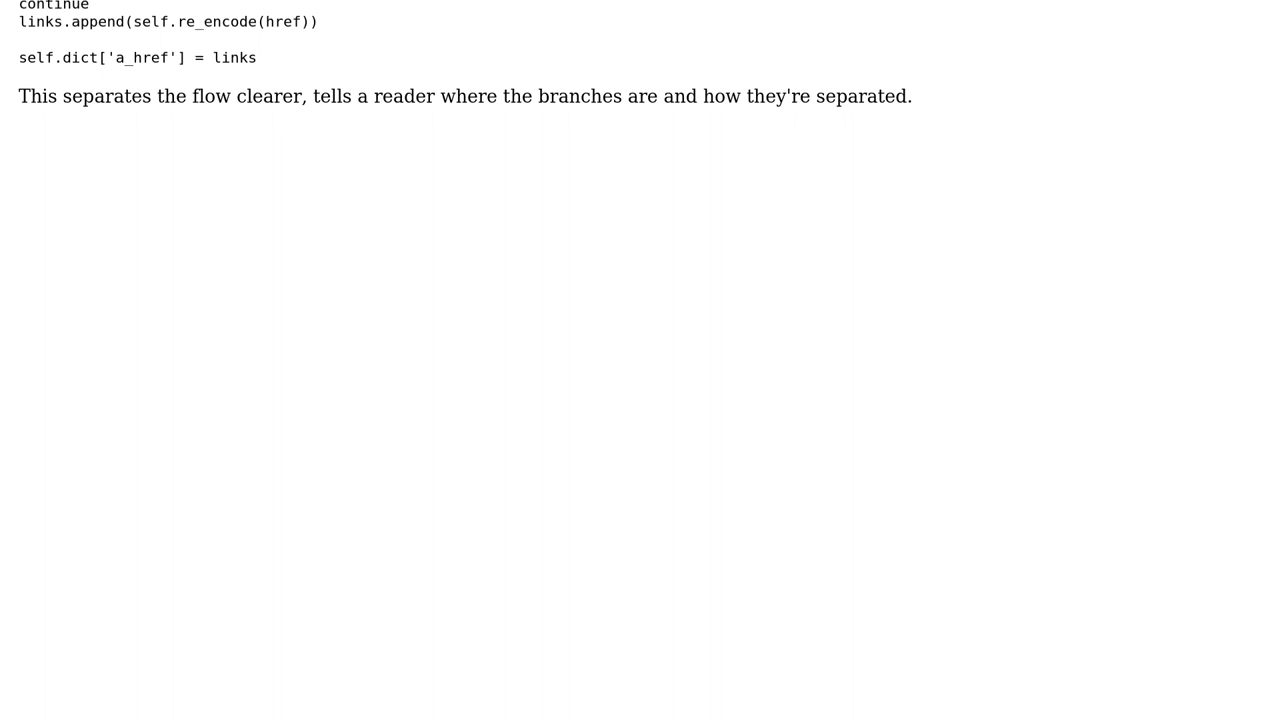 continue
links.append(self.re_encode(href))
self.dict['a_href'] = links
This separates the flow clearer, tells a reader where the branches are and how they're separated.